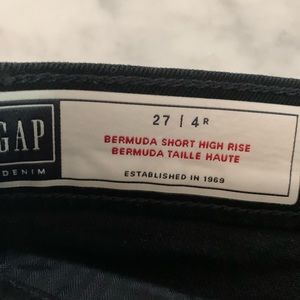 GAP
DENIM
27 | 4R
BERMUDA SHORT HIGH RISE
BERMUDA TAILLE HAUTE
ESTABLISHED IN 1969